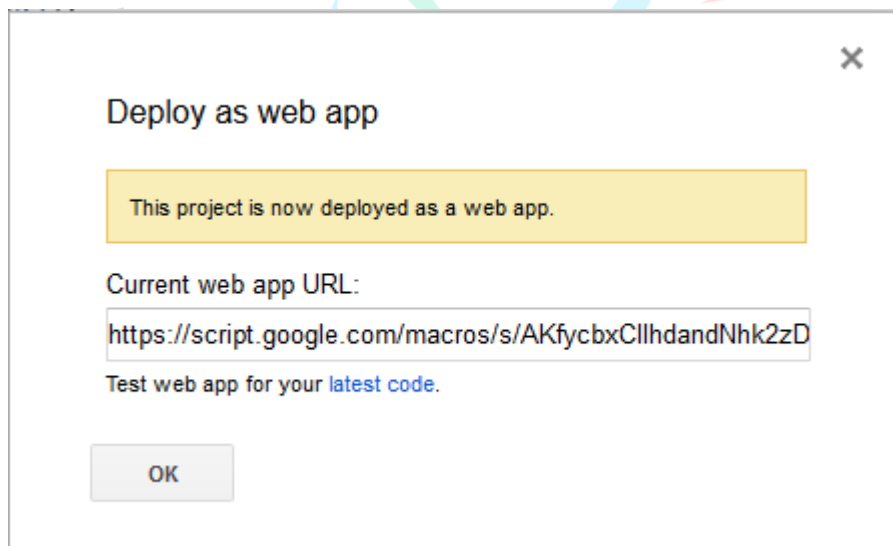 Deploy as web app
This project is now deployed as a web app.
Current web app URL:
https://script.google.com/macros/s/AKfycbxCllhdandNhk2zD
Test web app for your latest code.
OK